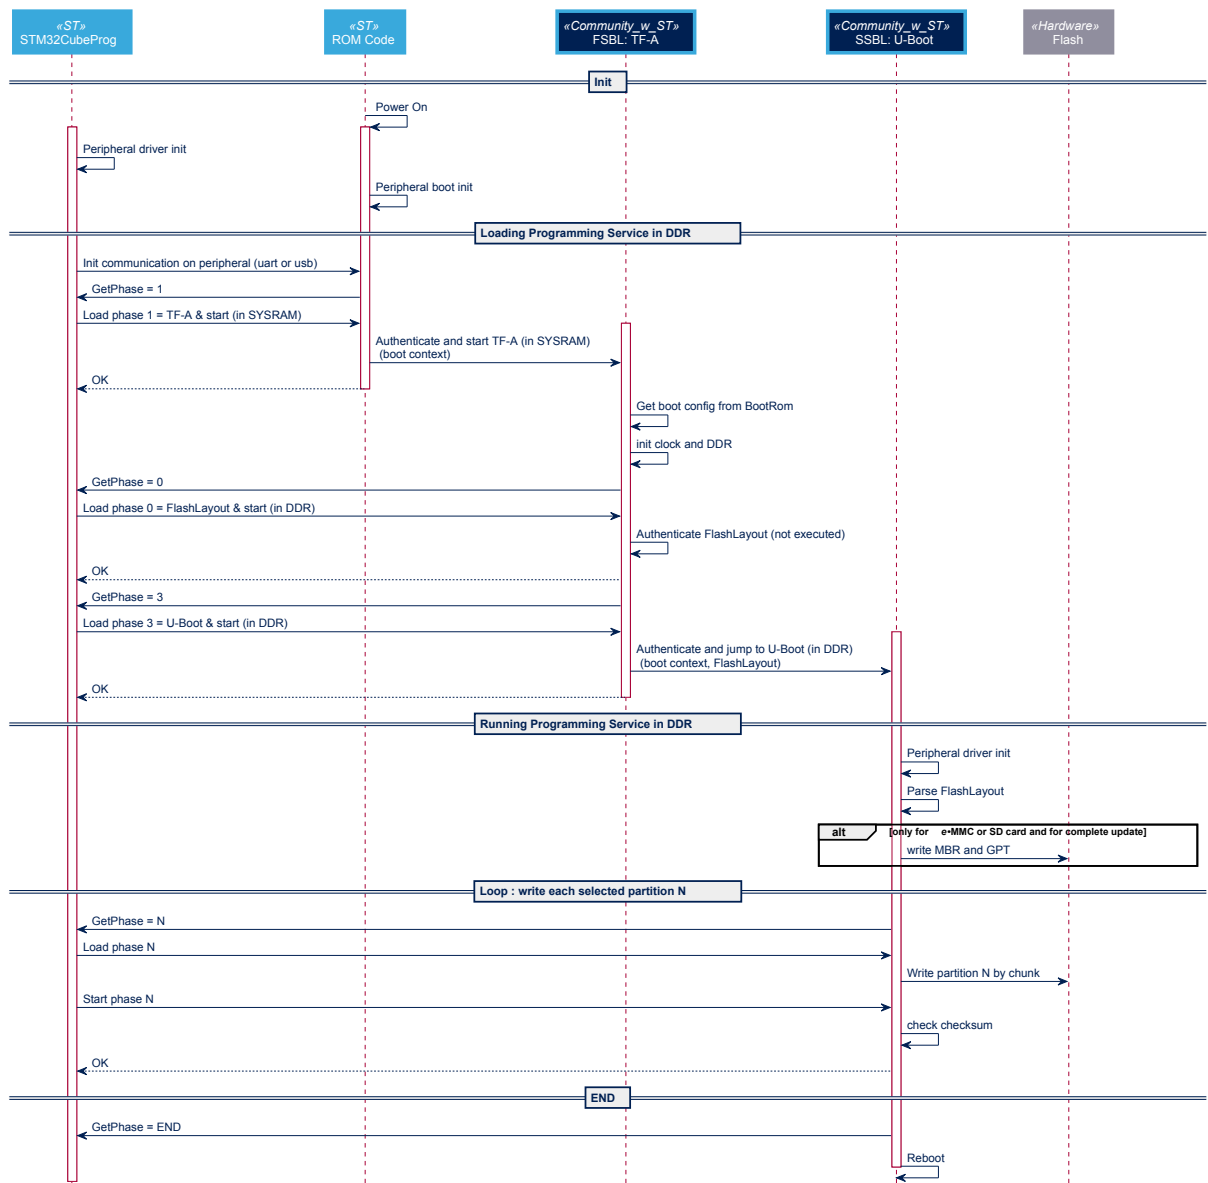 «ST»
STM32CubeProg
«ST»
ROM Code
«Community_w_ST»
FSBL: TF-A
«Community_w_ST»
SSBL: U-Boot
«Hardware»
Flash
Init
Power On
Peripheral driver init
Peripheral boot init
Loading Programming Service in DDR
Init communication on peripheral (uart or usb)
GetPhase = 1
Load phase 1 = TF-A & start (in SYSRAM)
Authenticate and start TF-A (in SYSRAM)
(boot context)
OK
Get boot config from BootRom
init clock and DDR
GetPhase = 0
Load phase 0 = FlashLayout & start (in DDR)
Authenticate FlashLayout (not executed)
OK
GetPhase = 3
Load phase 3 = U-Boot & start (in DDR)
Authenticate and jump to U-Boot (in DDR)
(boot context, FlashLayout)
OK
Running Programming Service in DDR
Peripheral driver init
Parse FlashLayout
alt [only for e•MMC or SD card and for complete update]
write MBR and GPT
Loop : write each selected partition N
GetPhase = N
Load phase N
Write partition N by chunk
Start phase N
check checksum
OK
END
GetPhase = END
Reboot